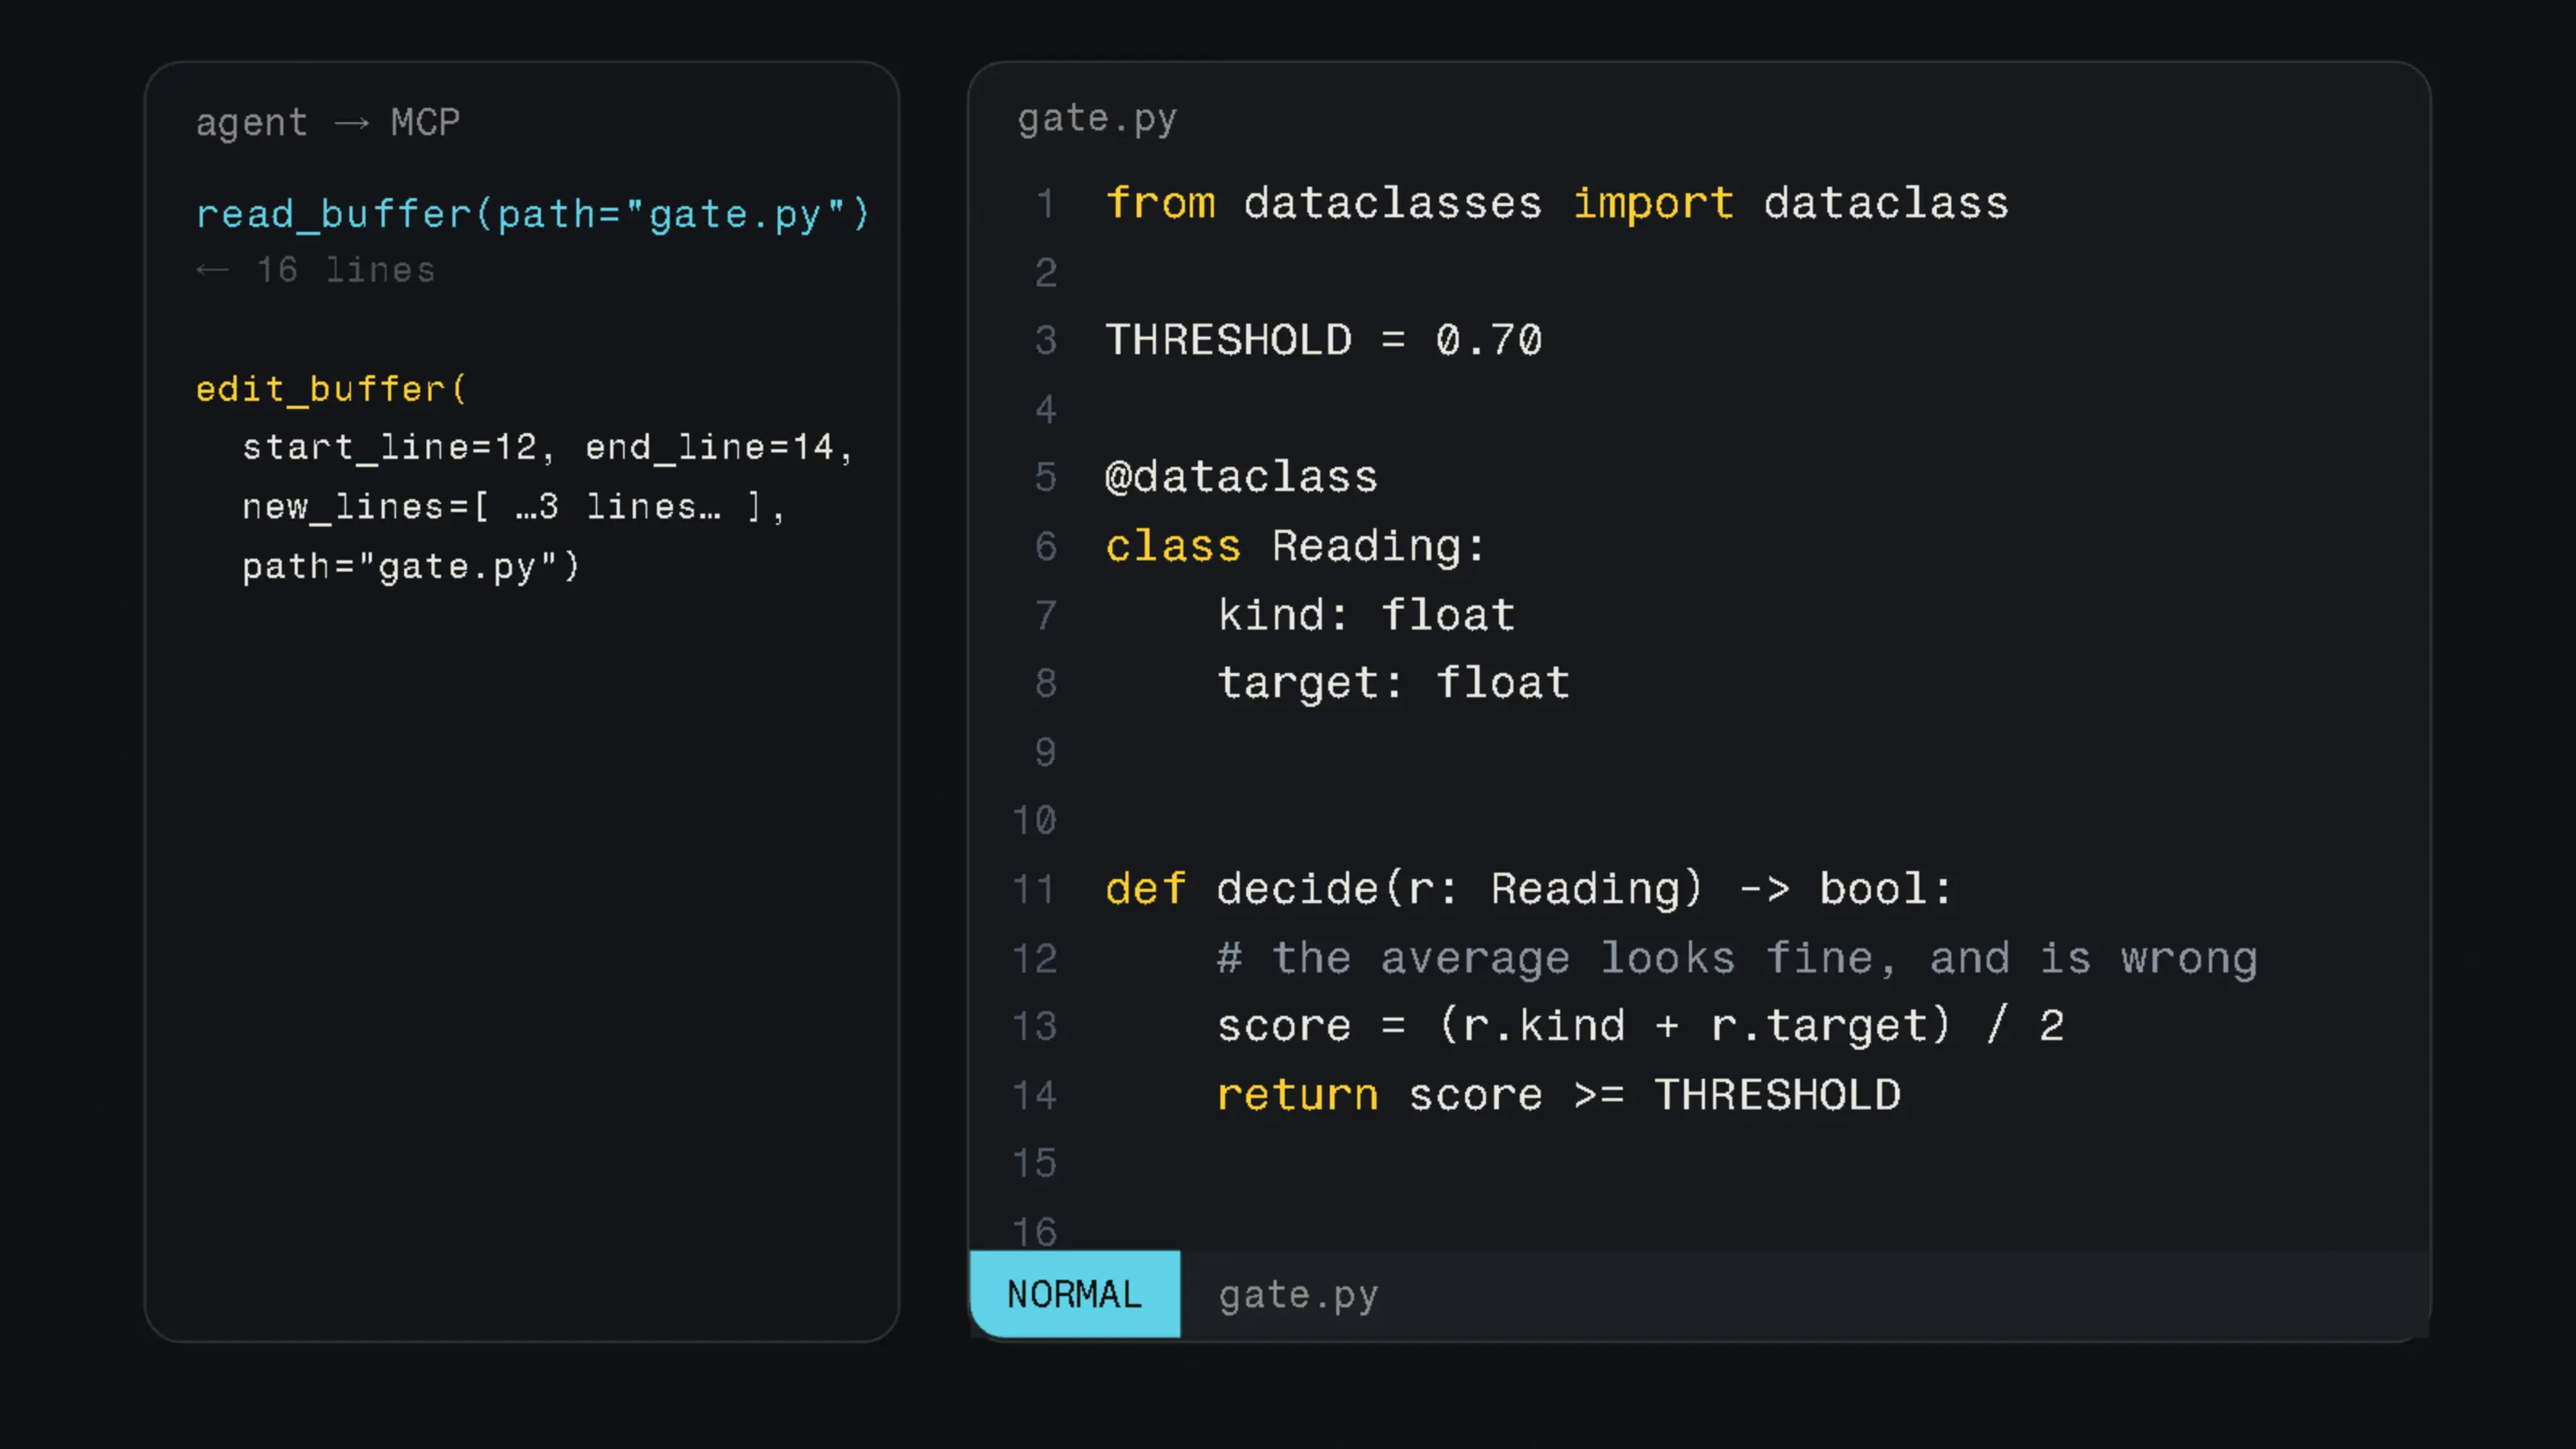 agent → MCP
read_buffer(path="gate.py")
← 16 lines
edit_buffer(
  start_line=12, end_line=14,
  new_lines=[ …3 lines… ],
  path="gate.py")
gate.py
1 from dataclasses import dataclass
2
3 THRESHOLD = 0.70
4
5 @dataclass
6 class Reading:
7     kind: float
8     target: float
9
10
11 def decide(r: Reading) -> bool:
12     # the average looks fine, and is wrong
13     score = (r.kind + r.target) / 2
14     return score >= THRESHOLD
15
16
NORMAL gate.py